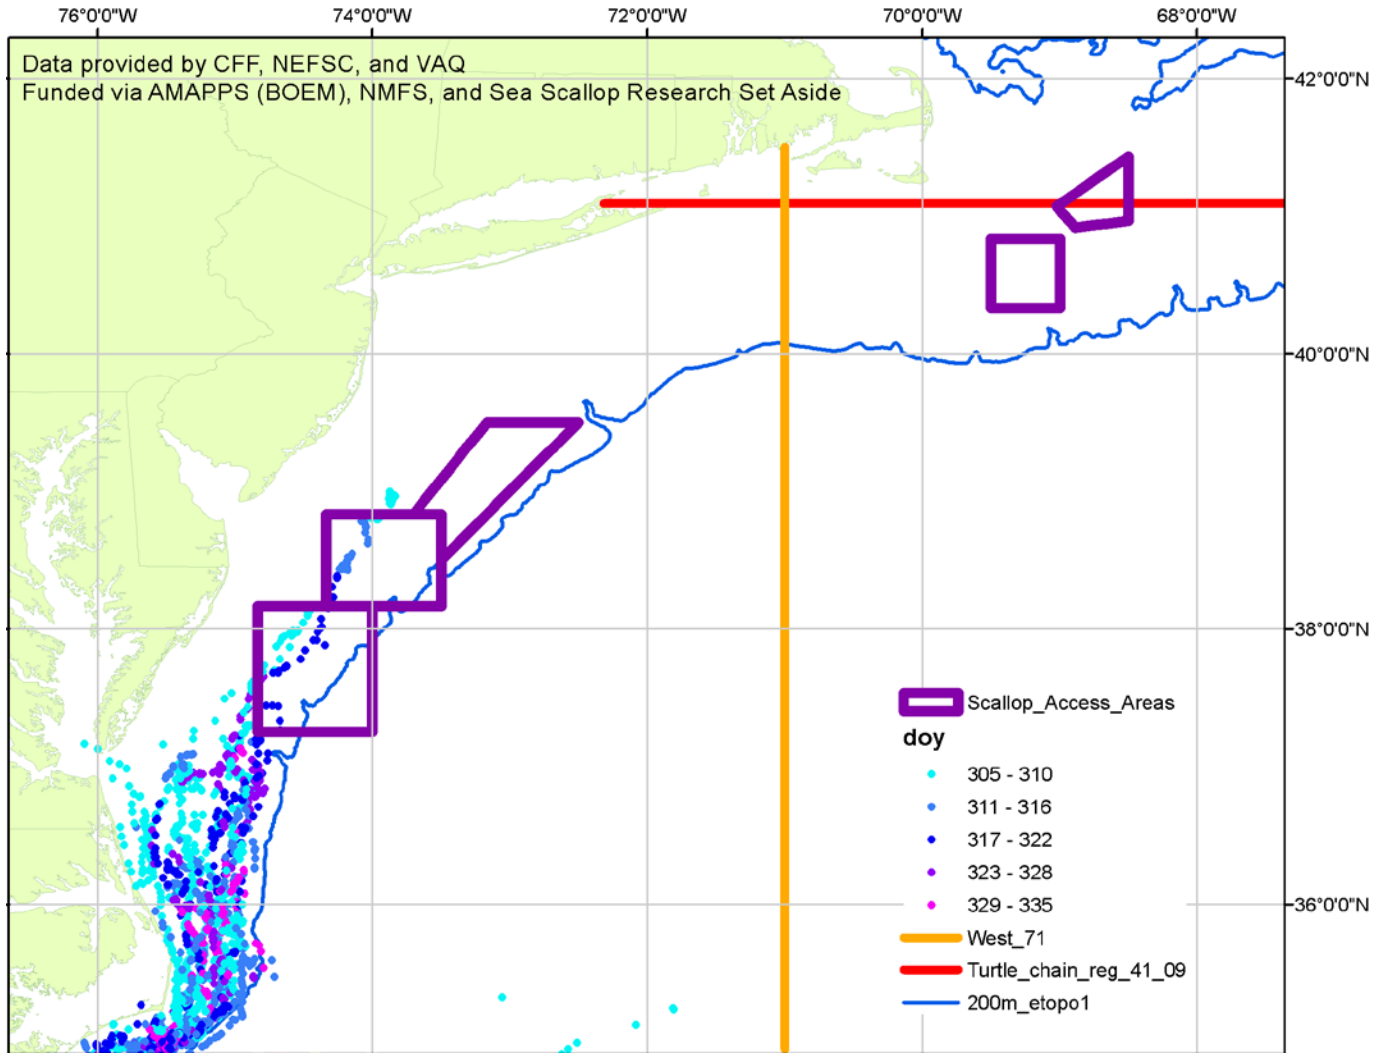 76°0'0"W 74°0'0"W 72°0'0"W 70°0'0"W 68°0'0"W
Data provided by CFF, NEFSC, and VAQ
Funded via AMAPPS (BOEM), NMFS, and Sea Scallop Research Set Aside
42°0'0"N
40°0'0"N
38°0'0"N
36°0'0"N
Scallop_Access_Areas
doy
305 - 310
311 - 316
317 - 322
323 - 328
329 - 335
West_71
Turtle_chain_reg_41_09
200m_etopo1